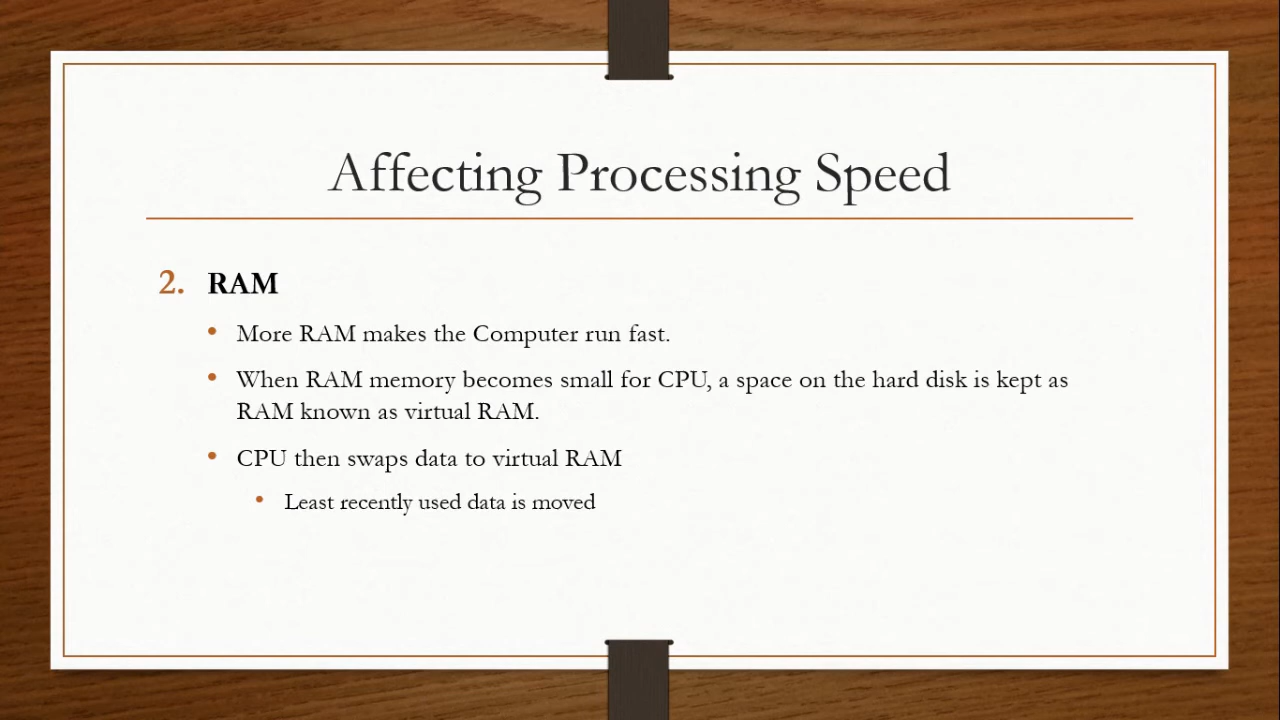 Affecting Processing Speed
2. RAM
• More RAM makes the Computer run fast.
• When RAM memory becomes small for CPU, a space on the hard disk is kept as
RAM known as virtual RAM.
• CPU then swaps data to virtual RAM
• Least recently used data is moved